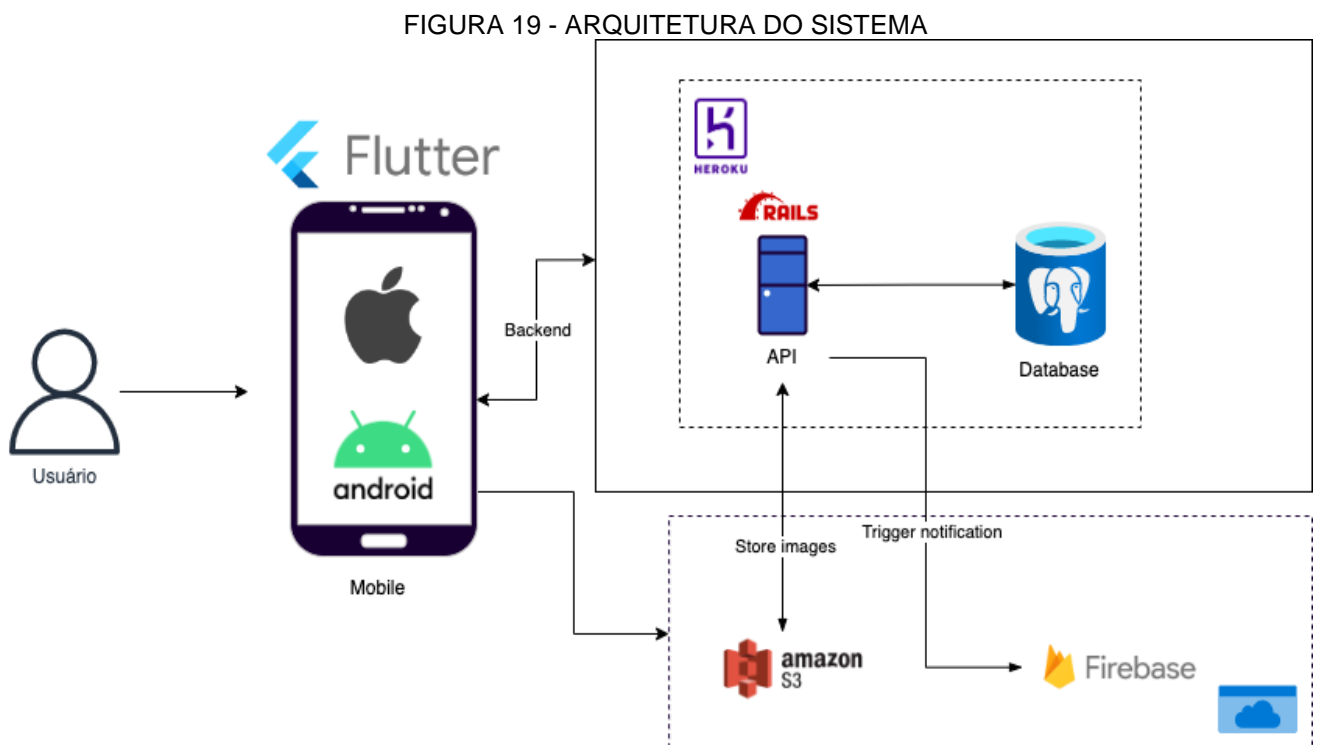 FIGURA 19 - ARQUITETURA DO SISTEMA
Flutter
HEROKU
RAILS
Backend
API
Database
Usuário
android
Mobile
Store images
Trigger notification
amazon
S3
Firebase